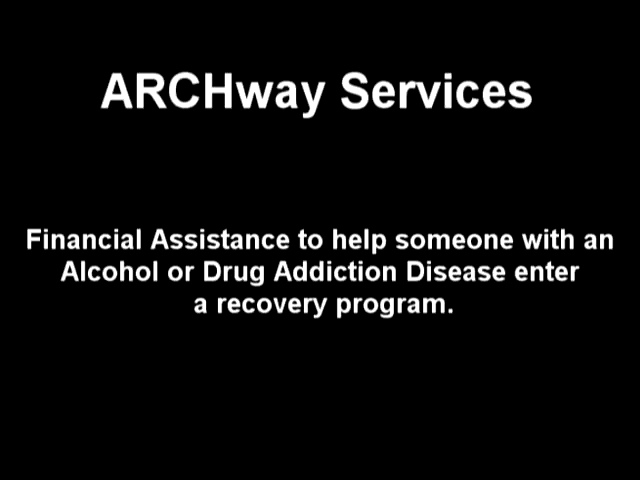 ARCHway Services
Financial Assistance to help someone with an
Alcohol or Drug Addiction Disease enter
a recovery program.